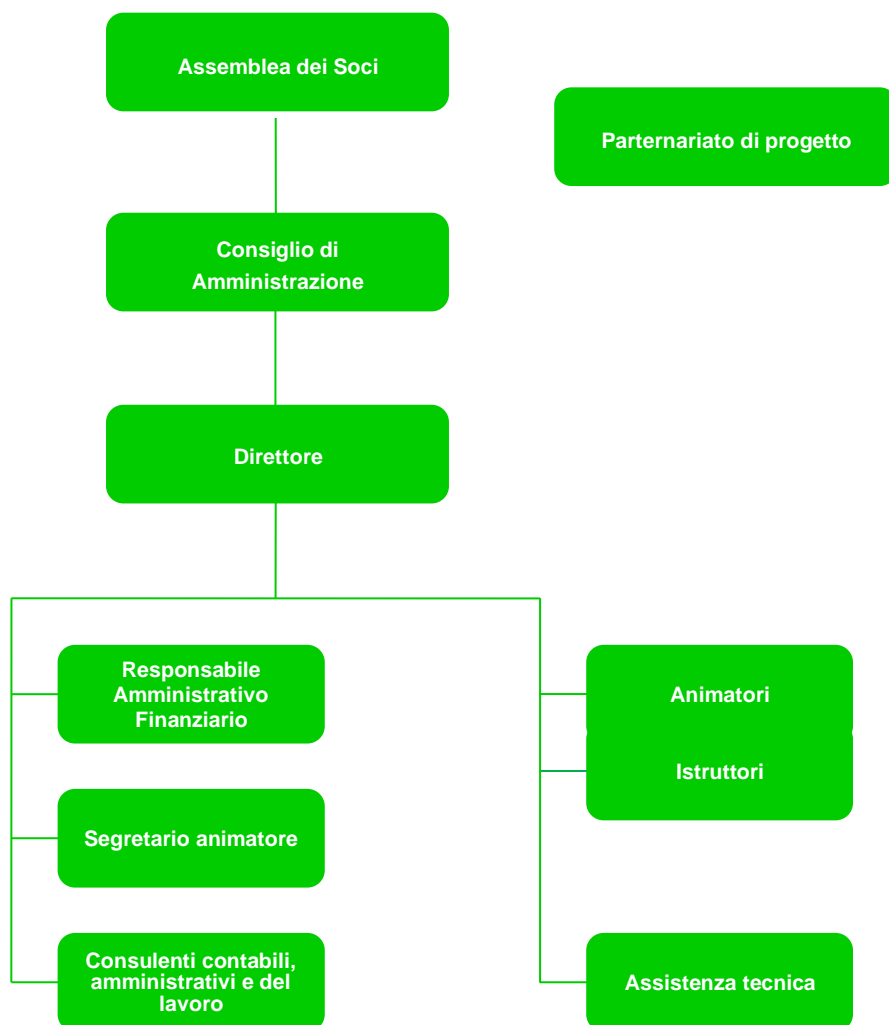 Assemblea dei Soci
Parternariato di progetto
Consiglio di
Amministrazione
Direttore
Responsabile
Amministrativo
Finanziario
Animatori
Istruttori
Segretario animatore
Consulenti contabili,
amministrativi e del
lavoro
Assistenza tecnica